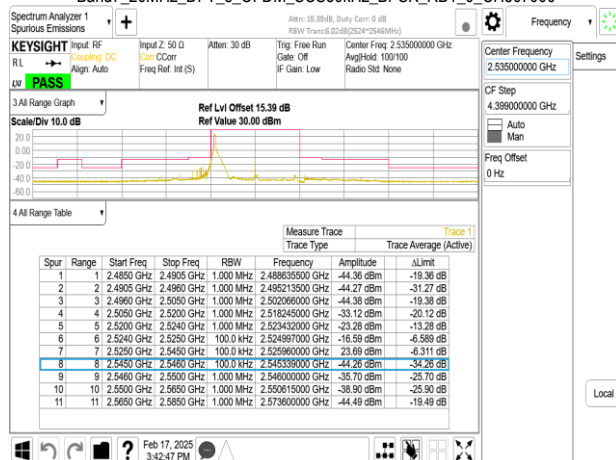 Spectrum Analyzer 1
Spurious Emissions
Attn: 15.39dB, Duty Corr: 0 dB
RBW Trans:6.02dB(2524~2546MHz)
Frequency
KEYSIGHT
Input: RF
Coupling: DC
Align: Auto
Input Z: 50 Ω
Corr CCorr
Freq Ref: Int (S)
Atten: 30 dB
Trig: Free Run
Gate: Off
IF Gain: Low
Center Freq: 2.535000000 GHz
Avg|Hold: 100/100
Radio Std: None
RL
LXI
PASS
Center Frequency
2.535000000 GHz
Settings
CF Step
4.399000000 GHz
Auto
Man
Freq Offset
0 Hz
Local
3 All Range Graph
Scale/Div 10.0 dB
Ref Lvl Offset 15.39 dB
Ref Value 30.00 dBm
20.0
0.00
-20.0
-40.0
-60.0
4 All Range Table
Measure Trace Trace 1
Trace Type Trace Average (Active)
Spur Range Start Freq Stop Freq RBW Frequency Amplitude ΔLimit
1 1 2.4850 GHz 2.4905 GHz 1.000 MHz 2.488635500 GHz -44.36 dBm -19.36 dB
2 2 2.4905 GHz 2.4960 GHz 1.000 MHz 2.495213500 GHz -44.27 dBm -31.27 dB
3 3 2.4960 GHz 2.5050 GHz 1.000 MHz 2.502066000 GHz -44.38 dBm -19.38 dB
4 4 2.5050 GHz 2.5200 GHz 1.000 MHz 2.518245000 GHz -33.12 dBm -20.12 dB
5 5 2.5200 GHz 2.5240 GHz 1.000 MHz 2.523432000 GHz -23.28 dBm -13.28 dB
6 6 2.5240 GHz 2.5250 GHz 100.0 kHz 2.524997000 GHz -16.59 dBm -6.589 dB
7 7 2.5250 GHz 2.5450 GHz 100.0 kHz 2.525960000 GHz 23.69 dBm -6.311 dB
8 8 2.5450 GHz 2.5460 GHz 100.0 kHz 2.545339000 GHz -44.26 dBm -34.26 dB
9 9 2.5460 GHz 2.5500 GHz 1.000 MHz 2.546000000 GHz -35.70 dBm -25.70 dB
10 10 2.5500 GHz 2.5650 GHz 1.000 MHz 2.550615000 GHz -38.90 dBm -25.90 dB
11 11 2.5650 GHz 2.5850 GHz 1.000 MHz 2.573600000 GHz -44.49 dBm -19.49 dB
?
Feb 17, 2025
3:42:47 PM